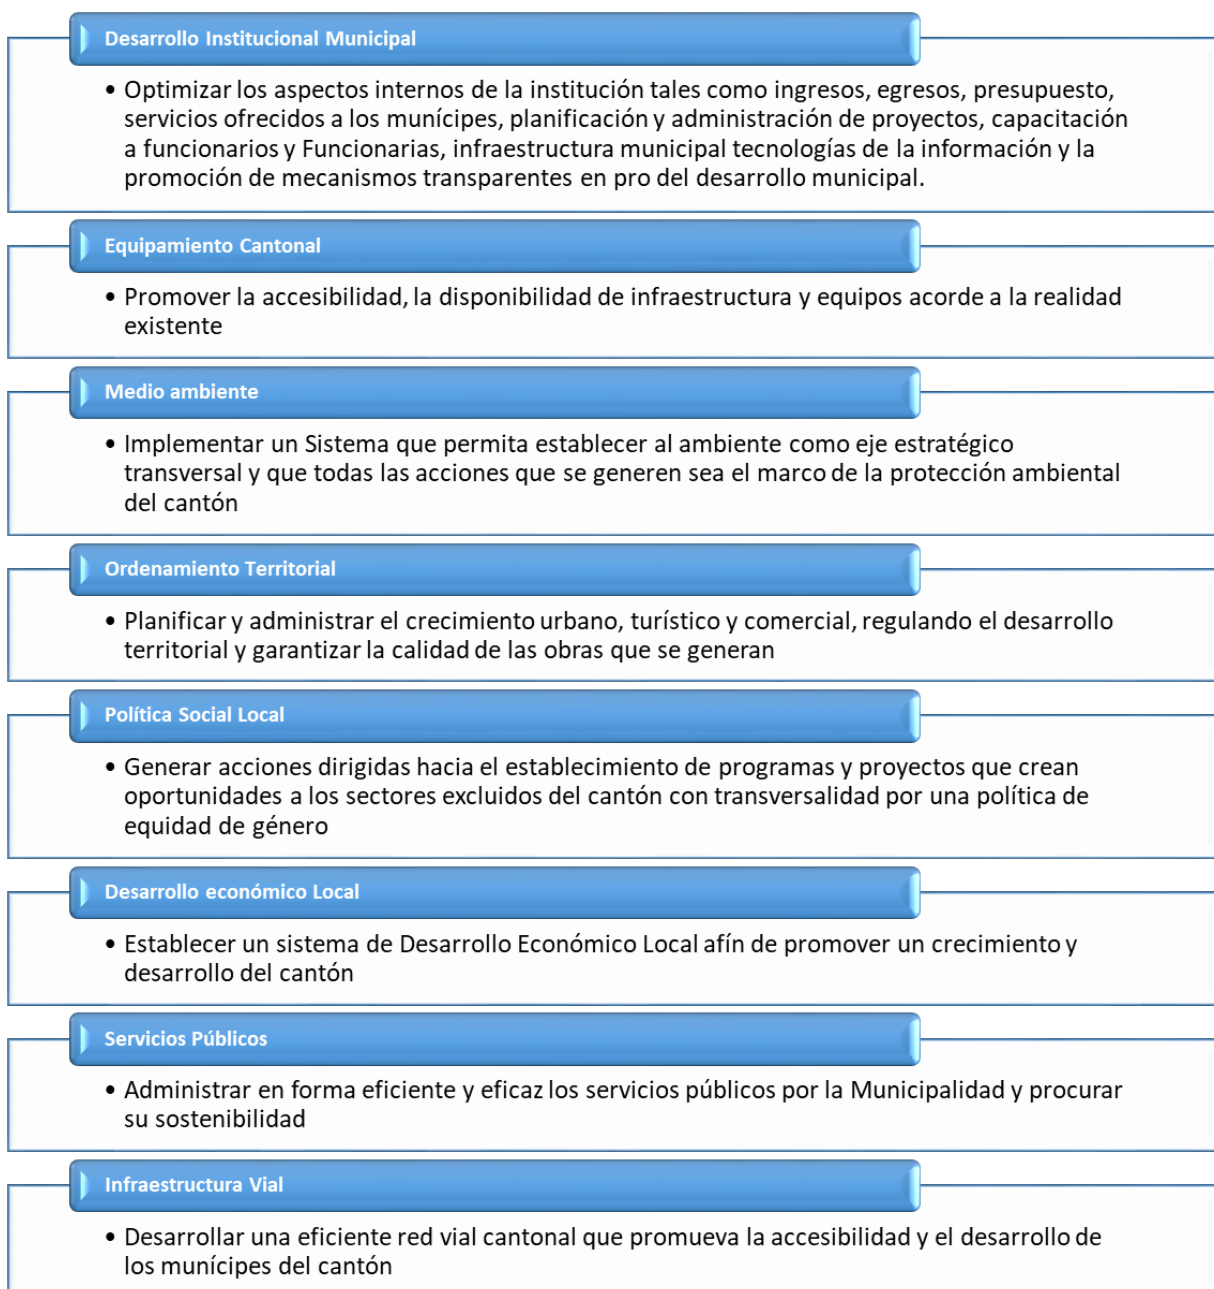 Desarrollo Institucional Municipal
• Optimizar los aspectos internos de la institución tales como ingresos, egresos, presupuesto,
servicios ofrecidos a los munícipes, planificación y administración de proyectos, capacitación
a funcionarios y Funcionarias, infraestructura municipal tecnologías de la información y la
promoción de mecanismos transparentes en pro del desarrollo municipal.
Equipamiento Cantonal
• Promover la accesibilidad, la disponibilidad de infraestructura y equipos acorde a la realidad
existente
Medio ambiente
• Implementar un Sistema que permita establecer al ambiente como eje estratégico
transversal y que todas las acciones que se generen sea el marco de la protección ambiental
del cantón
Ordenamiento Territorial
• Planificar y administrar el crecimiento urbano, turístico y comercial, regulando el desarrollo
territorial y garantizar la calidad de las obras que se generan
Política Social Local
• Generar acciones dirigidas hacia el establecimiento de programas y proyectos que crean
oportunidades a los sectores excluidos del cantón con transversalidad por una política de
equidad de género
Desarrollo económico Local
• Establecer un sistema de Desarrollo Económico Local afín de promover un crecimiento y
desarrollo del cantón
Servicios Públicos
• Administrar en forma eficiente y eficaz los servicios públicos por la Municipalidad y procurar
su sostenibilidad
Infraestructura Vial
• Desarrollar una eficiente red vial cantonal que promueva la accesibilidad y el desarrollo de
los munícipes del cantón